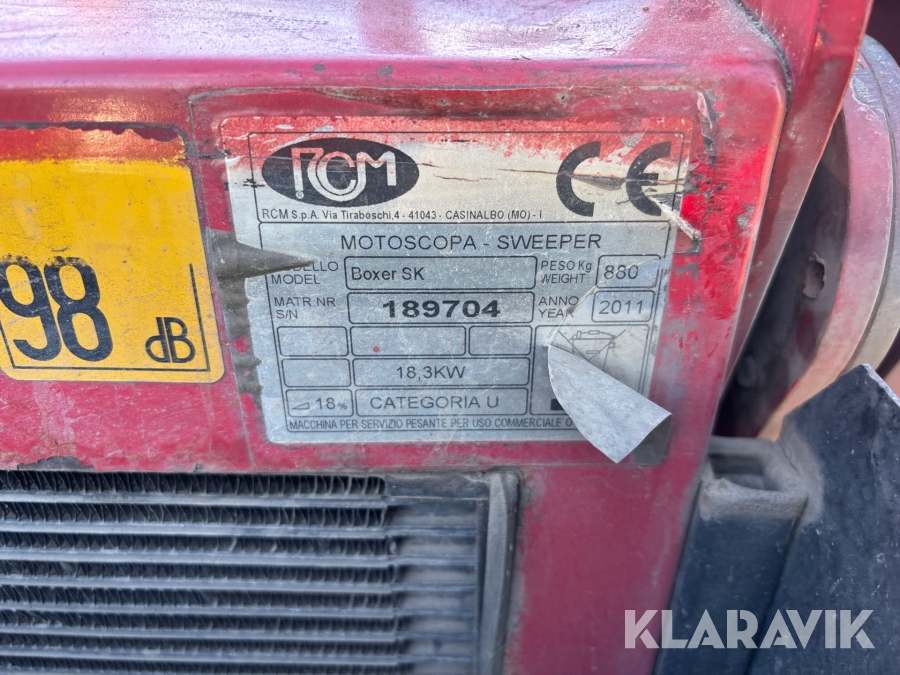 RCM
®
CE
RCM S.p.A. Via Tiraboschi,4 - 41043 - CASINALBO (MO) - I
MOTOSCOPA - SWEEPER
MODELLO
MODEL
Boxer SK
PESO Kg
WEIGHT
880
MATR.NR
S/N
189704
ANNO
YEAR
2011
18,3KW
18%
CATEGORIA U
MACCHINA PER SERVIZIO PESANTE PER USO COMMERCIALE O
98
dB
KLARAVIK